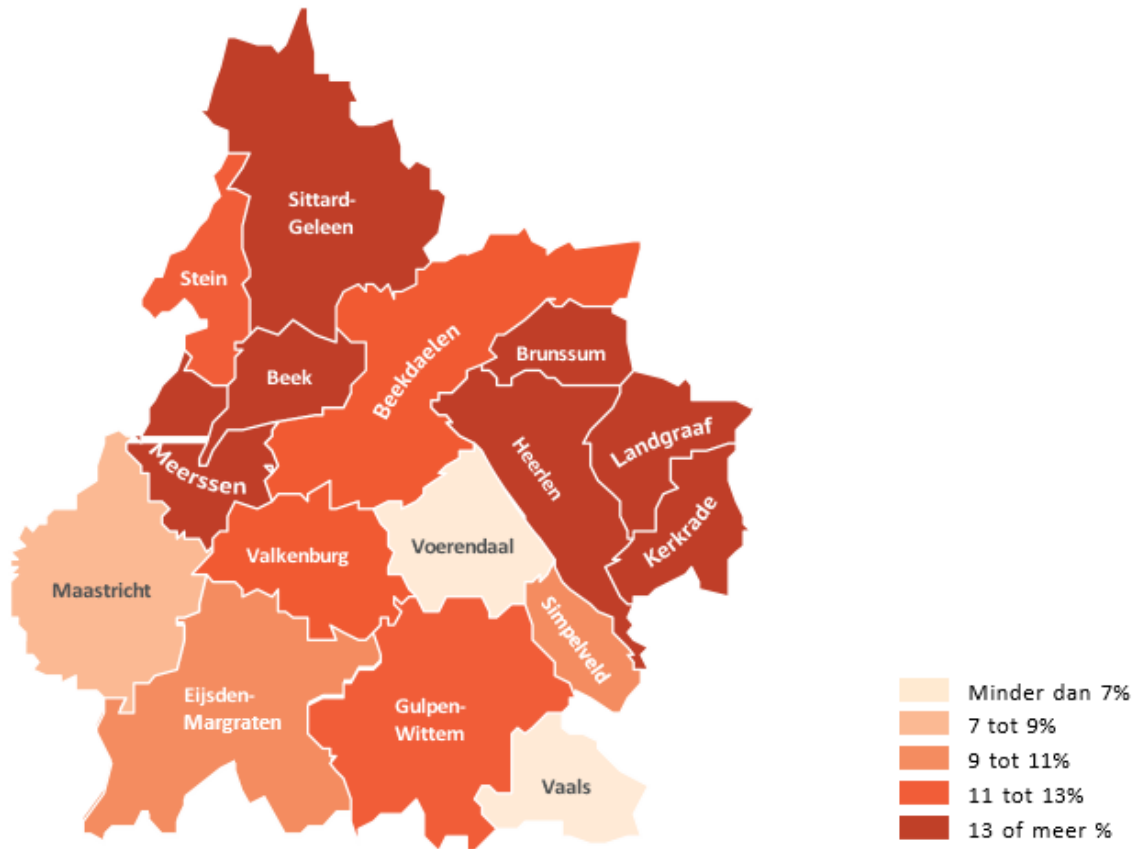 Sittard-
Geleen
Stein
Beekdaelen
Brunssum
Beek
Landgraaf
Heerlen
Meerssen
Kerkrade
Voerendaal
Valkenburg
Maastricht
Simpelveld
Eijsden-
Margraten
Gulpen-
Wittem
Vaals
Minder dan 7%
7 tot 9%
9 tot 11%
11 tot 13%
13 of meer %